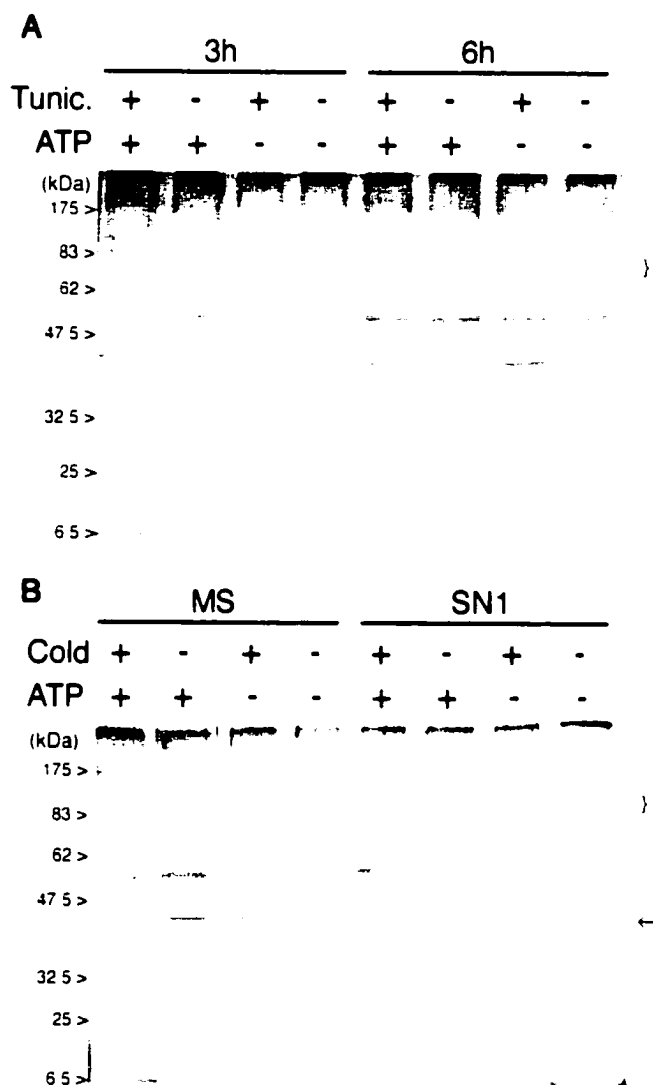 A
3h 6h
Tunic. + - + - + - + -
ATP + + - - + + - -
(kDa)
175 >
83 > }
62 >
47 5 >
32 5 >
25 >
6 5 >
B
MS SN1
Cold + - + - + - + -
ATP + + - - + + - -
(kDa)
175 >
83 > }
62 >
47 5 >
←
32 5 >
25 >
6 5 >